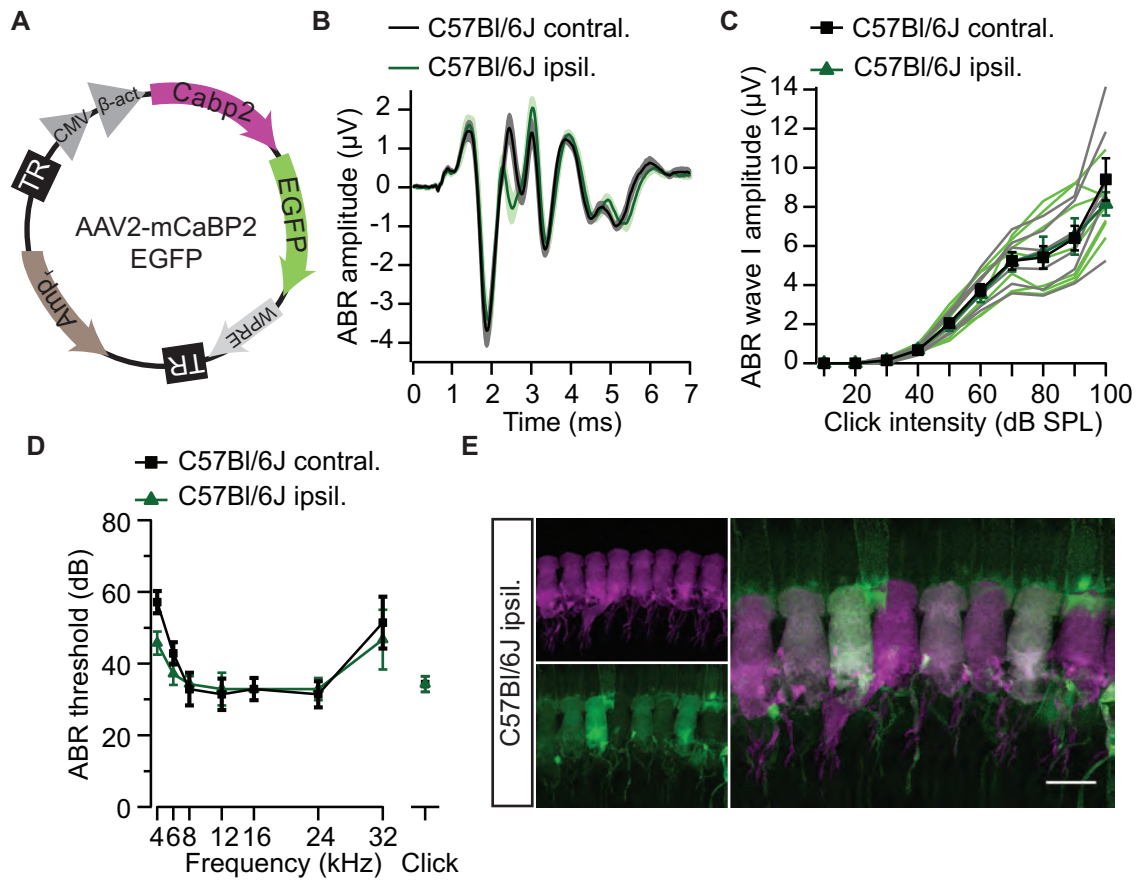 A
CMV
β-act
Cabp2
EGFP
WPRE
TR
Ampr
TR
AAV2-mCaBP2
EGFP
B
C57Bl/6J contral.
C57Bl/6J ipsil.
ABR amplitude (µV)
2
1
0
-1
-2
-3
-4
0
1
2
3
4
5
6
7
Time (ms)
C
C57Bl/6J contral.
C57Bl/6J ipsil.
ABR wave I amplitude (µV)
14
12
10
8
6
4
2
0
20
40
60
80
100
Click intensity (dB SPL)
D
C57Bl/6J contral.
C57Bl/6J ipsil.
ABR threshold (dB)
80
60
40
20
0
4
6
8
12
16
24
32
Click
Frequency (kHz)
E
C57Bl/6J ipsil.